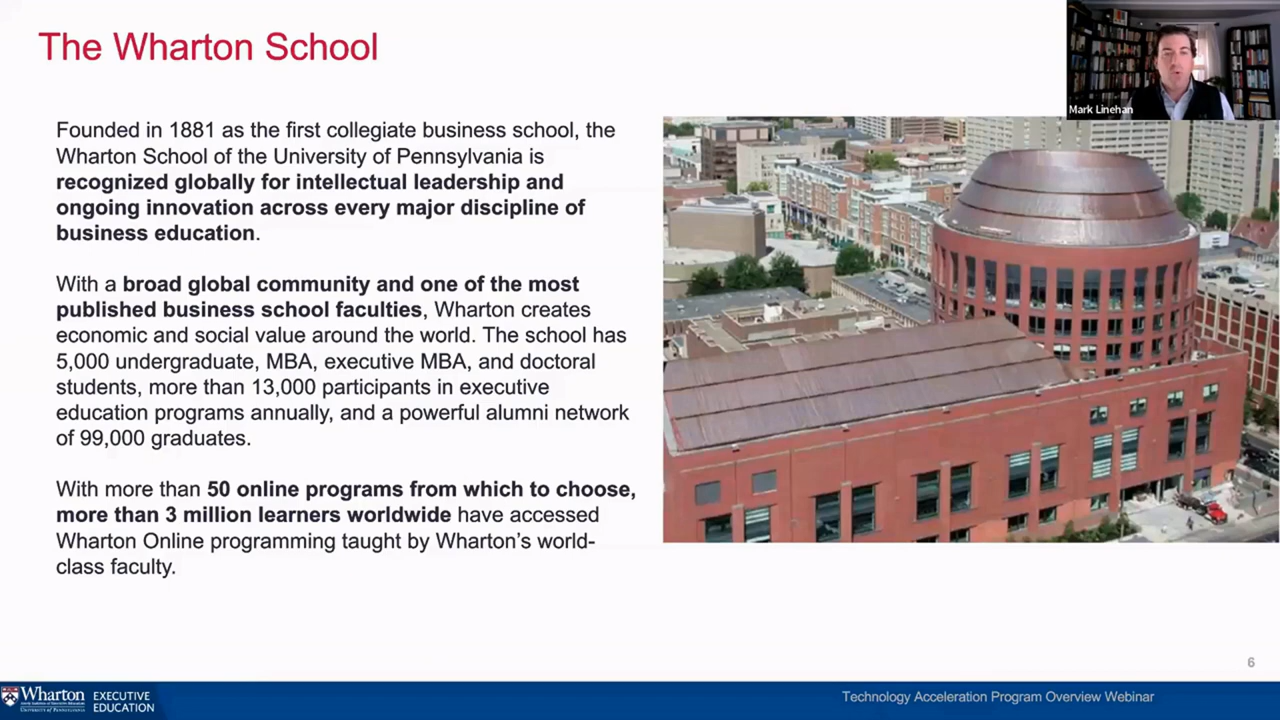 The Wharton School
Mark Linehan
Founded in 1881 as the first collegiate business school, the
Wharton School of the University of Pennsylvania is
recognized globally for intellectual leadership and
ongoing innovation across every major discipline of
business education.
With a broad global community and one of the most
published business school faculties, Wharton creates
economic and social value around the world. The school has
5,000 undergraduate, MBA, executive MBA, and doctoral
students, more than 13,000 participants in executive
education programs annually, and a powerful alumni network
of 99,000 graduates.
With more than 50 online programs from which to choose,
more than 3 million learners worldwide have accessed
Wharton Online programming taught by Wharton’s world-
class faculty.
6
Wharton
UNIVERSITY OF PENNSYLVANIA
EXECUTIVE
EDUCATION
Technology Acceleration Program Overview Webinar